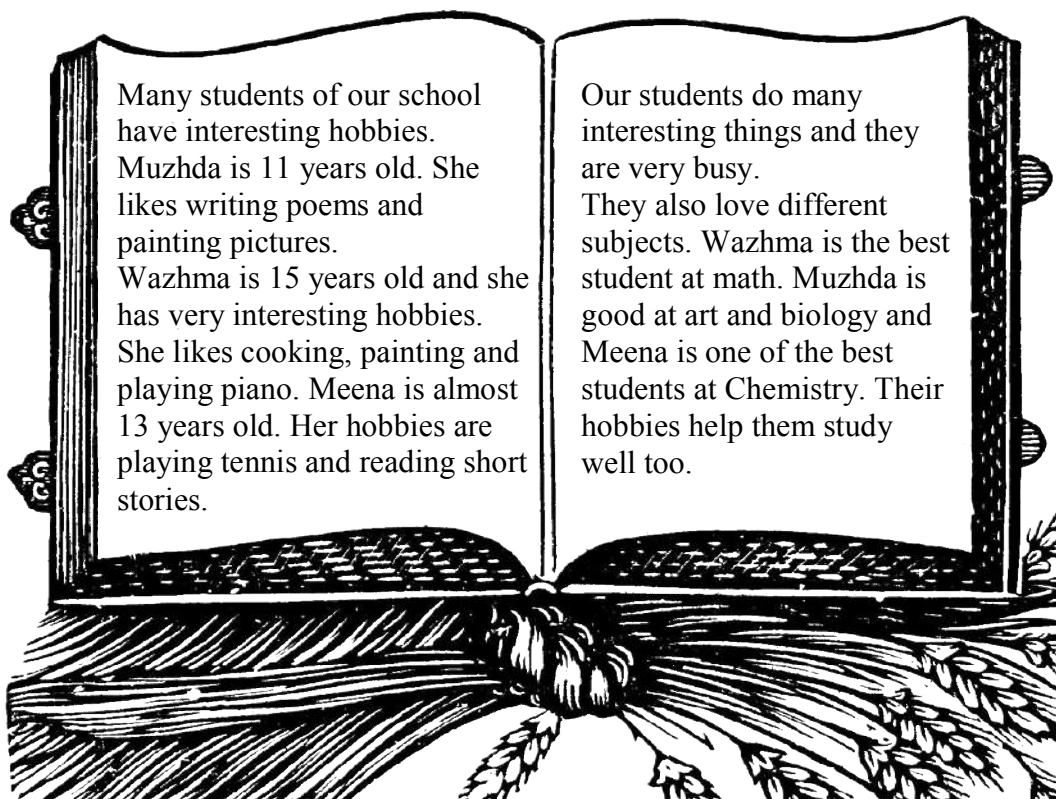 Many students of our school
have interesting hobbies.
Muzhda is 11 years old. She
likes writing poems and
painting pictures.
Wazhma is 15 years old and she
has very interesting hobbies.
She likes cooking, painting and
playing piano. Meena is almost
13 years old. Her hobbies are
playing tennis and reading short
stories.
Our students do many
interesting things and they
are very busy.
They also love different
subjects. Wazhma is the best
student at math. Muzhda is
good at art and biology and
Meena is one of the best
students at Chemistry. Their
hobbies help them study
well too.